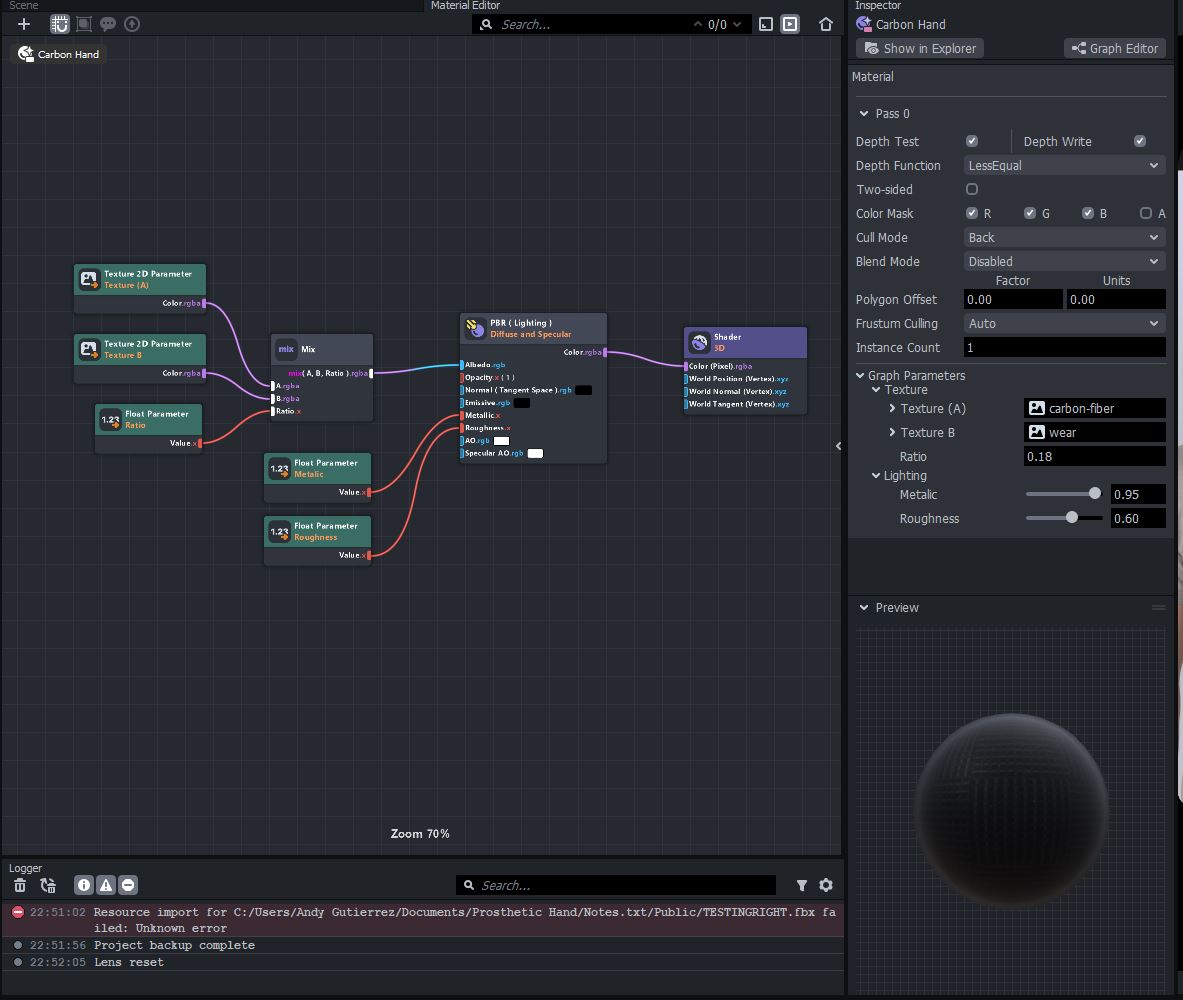 Scene
Material Editor
Search...
0/0
Carbon Hand
Texture 2D Parameter
Texture (A)
Color.rgba
Texture 2D Parameter
Texture B
Color.rgba
Float Parameter
Ratio
Value.x
mix
Mix
mix( A, B, Ratio ).rgba
A.rgba
B.rgba
Ratio.x
1.23
Float Parameter
Metalic
Value.x
1.23
Float Parameter
Roughness
Value.x
1.23
PBR ( Lighting )
Diffuse and Specular
Color.rgba
Albedo.rgb
Opacity.x ( 1 )
Normal ( Tangent Space ).rgb
Emissive.rgb
Metallic.x
Roughness.x
AO.rgb
Specular AO.rgb
Shader
3D
Color (Pixel).rgba
World Position (Vertex).xyz
World Normal (Vertex).xyz
World Tangent (Vertex).xyz
Zoom 70%
Logger
Search...
22:51:02 Resource import for C:/Users/Andy Gutierrez/Documents/Prosthetic Hand/Notes.txt/Public/TESTINGRIGHT.fbx fa
iled: Unknown error
22:51:56 Project backup complete
22:52:05 Lens reset
Inspector
Carbon Hand
Show in Explorer
Graph Editor
Material
Pass 0
Depth Test
Depth Write
Depth Function LessEqual
Two-sided
Color Mask R G B A
Cull Mode Back
Blend Mode Disabled
Factor Units
Polygon Offset 0.00 0.00
Frustum Culling Auto
Instance Count 1
Graph Parameters
Texture
Texture (A) carbon-fiber
Texture B wear
Ratio 0.18
Lighting
Metalic 0.95
Roughness 0.60
Preview